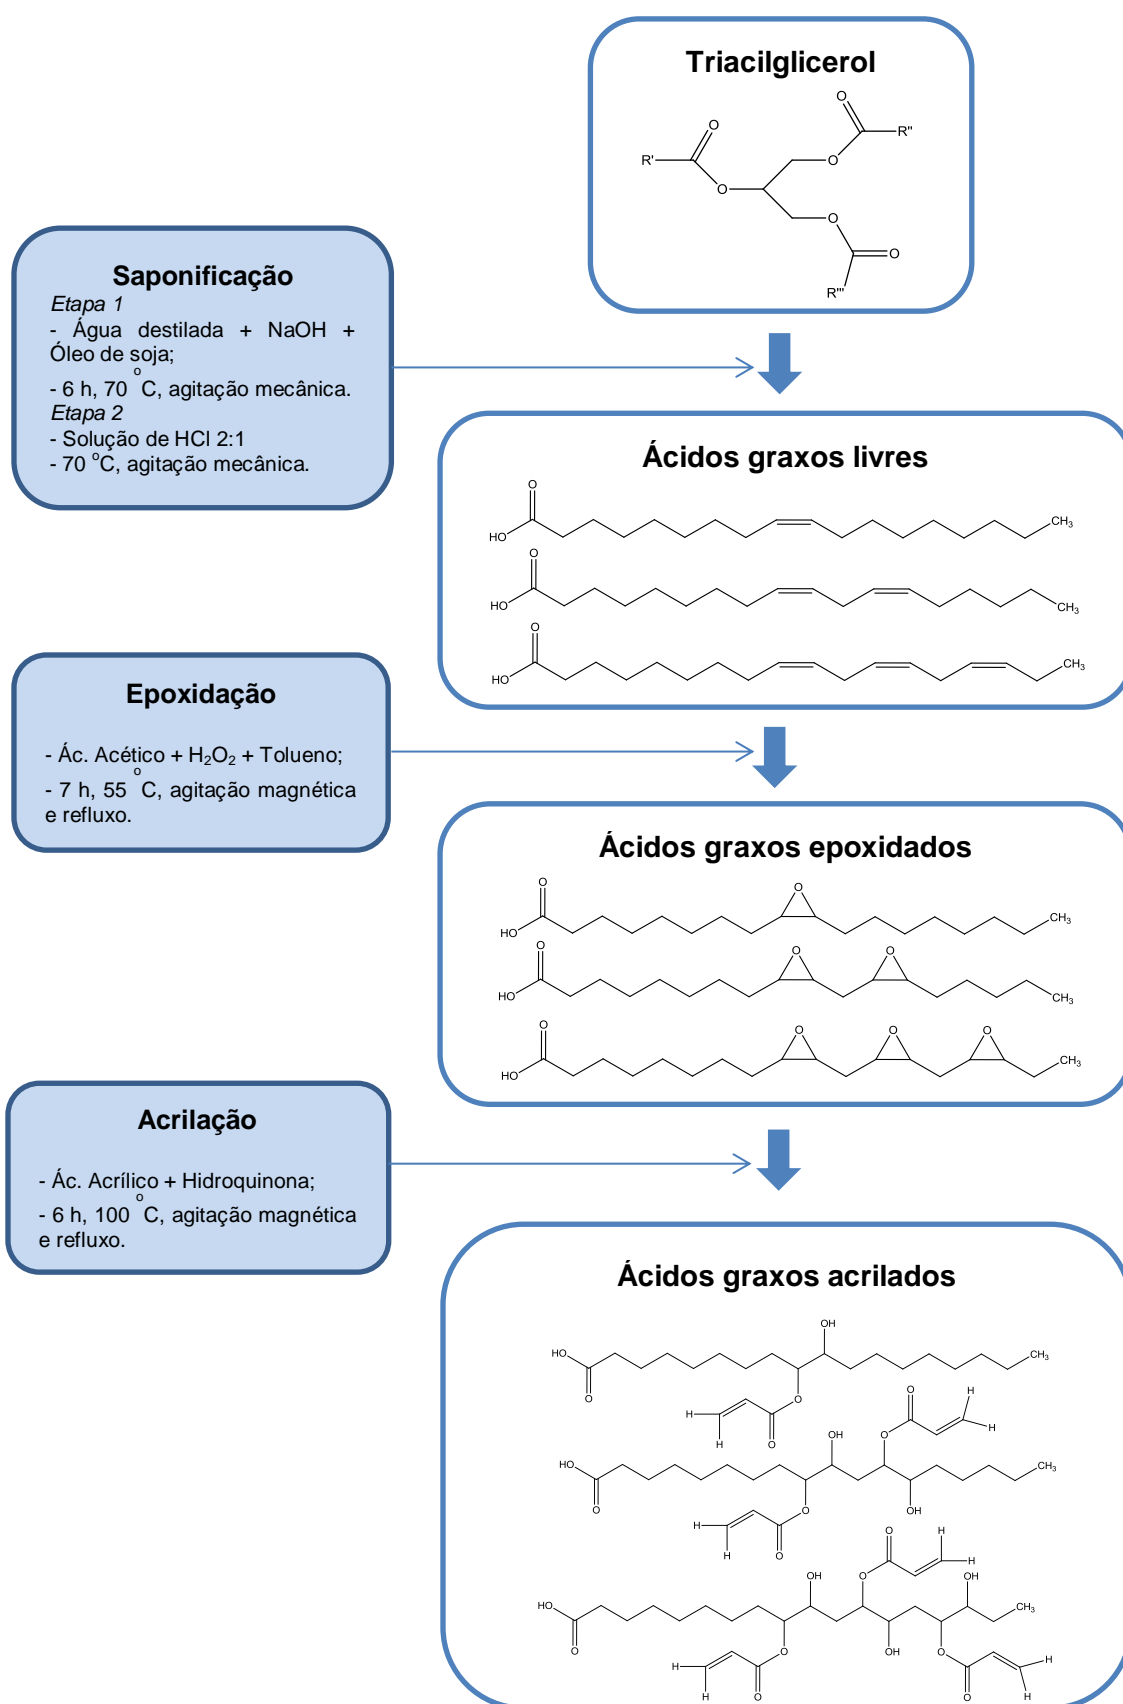 Triacilglicerol
O
O
R''
R'
O
O
O
O
R'''
Saponificação
Etapa 1
- Água destilada + NaOH +
Óleo de soja;
- 6 h, 70 °C, agitação mecânica.
Etapa 2
- Solução de HCl 2:1
- 70 °C, agitação mecânica.
Ácidos graxos livres
O
HO
CH₃
O
HO
CH₃
O
HO
CH₃
Epoxidação
- Ác. Acético + H₂O₂ + Tolueno;
- 7 h, 55 °C, agitação magnética
e refluxo.
Ácidos graxos epoxidados
O
O
HO
CH₃
O
O
O
HO
CH₃
O
O
O
O
HO
CH₃
Acrilação
- Ác. Acrílico + Hidroquinona;
- 6 h, 100 °C, agitação magnética
e refluxo.
Ácidos graxos acrilados
OH
HO
CH₃
O
O
H
H
O
O
H
H
OH
O
HO
CH₃
O
OH
O
H
H
O
O
H
H
OH
O
OH
HO
CH₃
O
O
OH
O
H
H
O
H
H
O